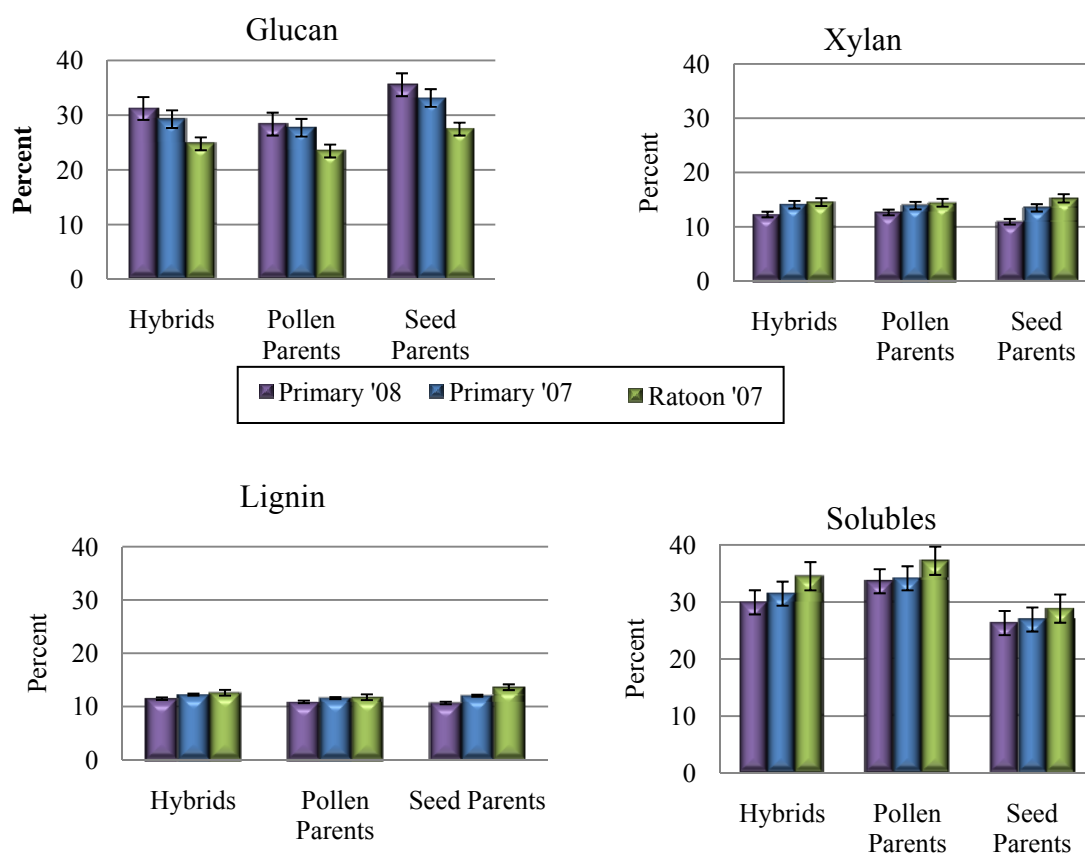 Glucan
40
30
20
10
0
Percent
Hybrids
Pollen
Parents
Seed
Parents
Xylan
40
30
20
10
0
Percent
Hybrids
Pollen
Parents
Seed
Parents
Primary '08 Primary '07 Ratoon '07
Lignin
40
30
20
10
0
Percent
Hybrids
Pollen
Parents
Seed Parents
Solubles
40
30
20
10
0
Percent
Hybrids
Pollen
Parents
Seed
Parents